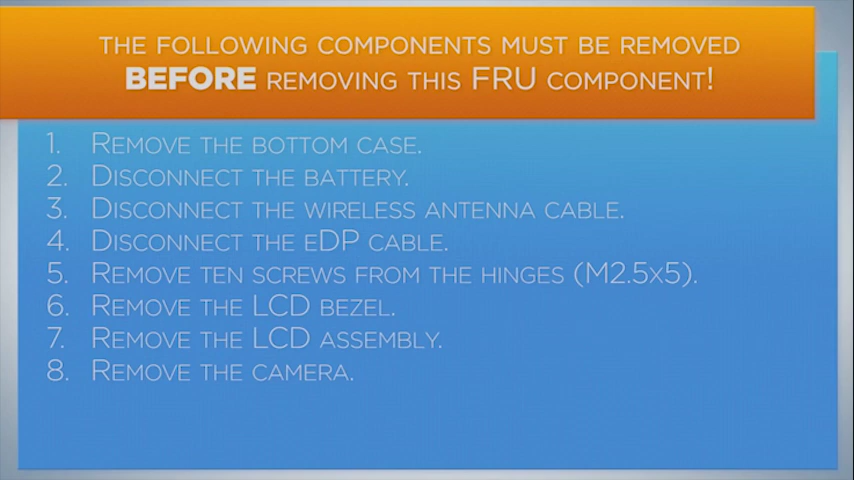 THE FOLLOWING COMPONENTS MUST BE REMOVED
BEFORE REMOVING THIS FRU COMPONENT!
1. REMOVE THE BOTTOM CASE.
2. DISCONNECT THE BATTERY.
3. DISCONNECT THE WIRELESS ANTENNA CABLE.
4. DISCONNECT THE eDP CABLE.
5. REMOVE TEN SCREWS FROM THE HINGES (M2.5x5).
6. REMOVE THE LCD BEZEL.
7. REMOVE THE LCD ASSEMBLY.
8. REMOVE THE CAMERA.